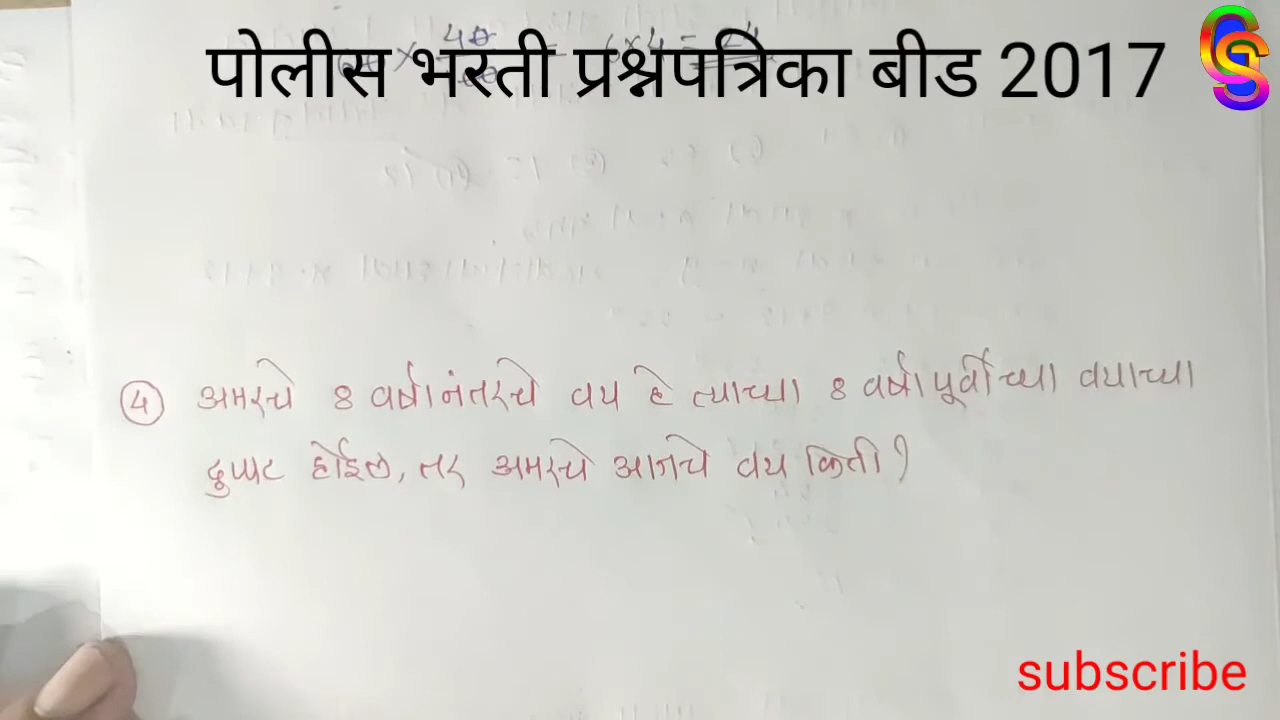 पोलीस भरती प्रश्नपत्रिका बीड 2017
④ अमरचे 8 वर्षानंतरचे वय हे त्याच्या 8 वर्षापूर्वीच्या वयाच्या
दुप्पट होईल, तर अमरचे आजचे वय किती?
subscribe